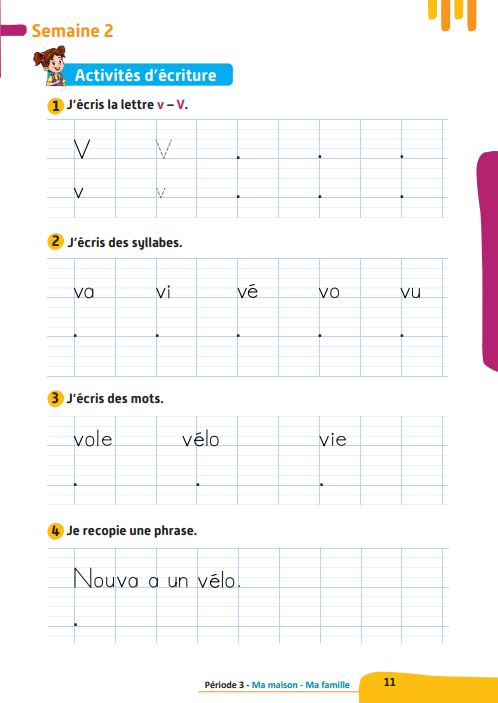 Semaine 2
Activités d'écriture
1 J'écris la lettre v – V.
V V
v v
2 J'écris des syllabes.
va vi vé vo vu
3 J'écris des mots.
vole vélo vie
4 Je recopie une phrase.
Nouva a un vélo.
Période 3 - Ma maison - Ma famille 11